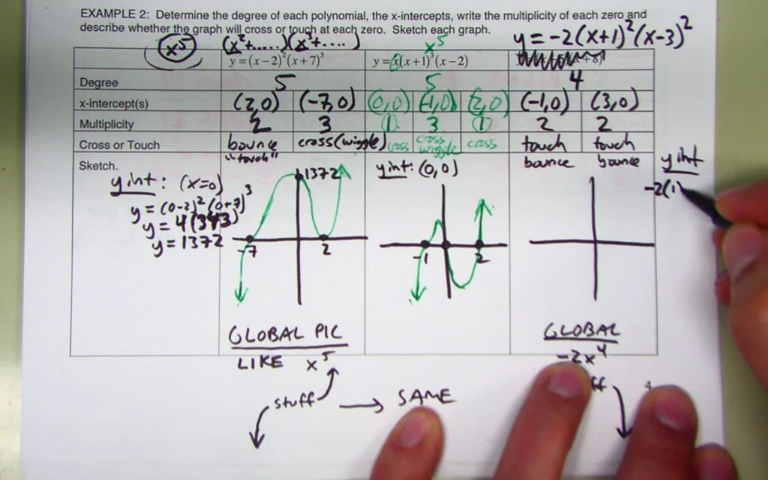 EXAMPLE 2: Determine the degree of each polynomial, the x-intercepts, write the multiplicity of each zero and
describe whether the graph will cross or touch at each zero. Sketch each graph.
x⁵ (x²+.....)(x³+....) x⁵ y=-2(x+1)²(x-3)²
y=(x-2)²(x+7)³ y=x(x+1)³(x-2)
Degree 5 5 4
x-intercept(s) (2,0) (-7,0) (0,0) (-1,0) (2,0) (-1,0) (3,0)
Multiplicity 2 3 1 3 1 2 2
Cross or Touch bounce "touch" cross(wiggle) cross cross wiggle cross touch bounce touch bounce
Sketch.
y int: (x=0)
y=(0-2)²(0+7)³
y=4(343)
y=1372
1372
-7 2
y int: (0,0)
-1 2
y int
-2(1)
GLOBAL PIC
LIKE x⁵
stuff → SAME
GLOBAL
-2x⁴
4